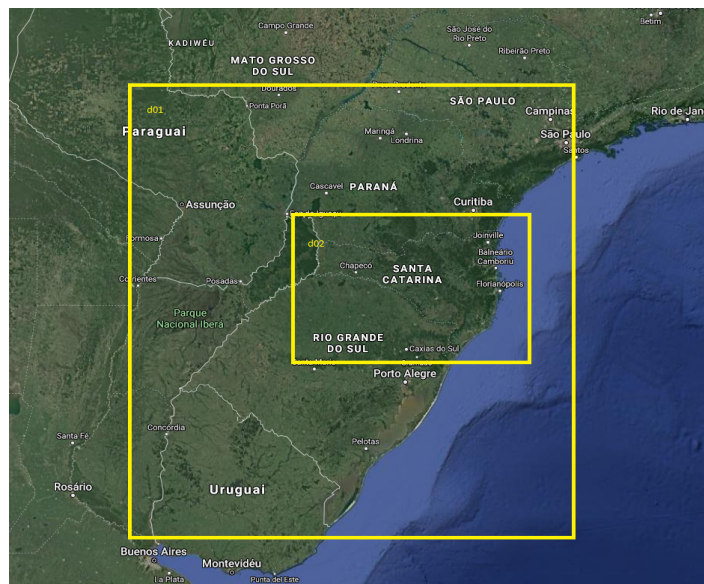 Campo Grande
Betim
KADIWÉU
São José do
Rio Preto
Ribeirão Preto
MATO GROSSO
DO SUL
Dourados
SÃO PAULO
d01
Ponta Porã
Campinas
Rio de Jan
Paraguai
Maringá
Londrina
São Paulo
Santos
Cascavel
PARANÁ
Assunção
Curitiba
Formosa
d02
Joinville
Balneário
Camboriú
Chapecó
SANTA
CATARINA
Corrientes
Posadas
Florianópolis
Parque
Nacional Iberá
RIO GRANDE
DO SUL
Caxias do Sul
Porto Alegre
Concórdia
Santa Fé
Pelotas
Rosário
Uruguai
Buenos Aires
Montevidéu
La Plata
Punta del Este